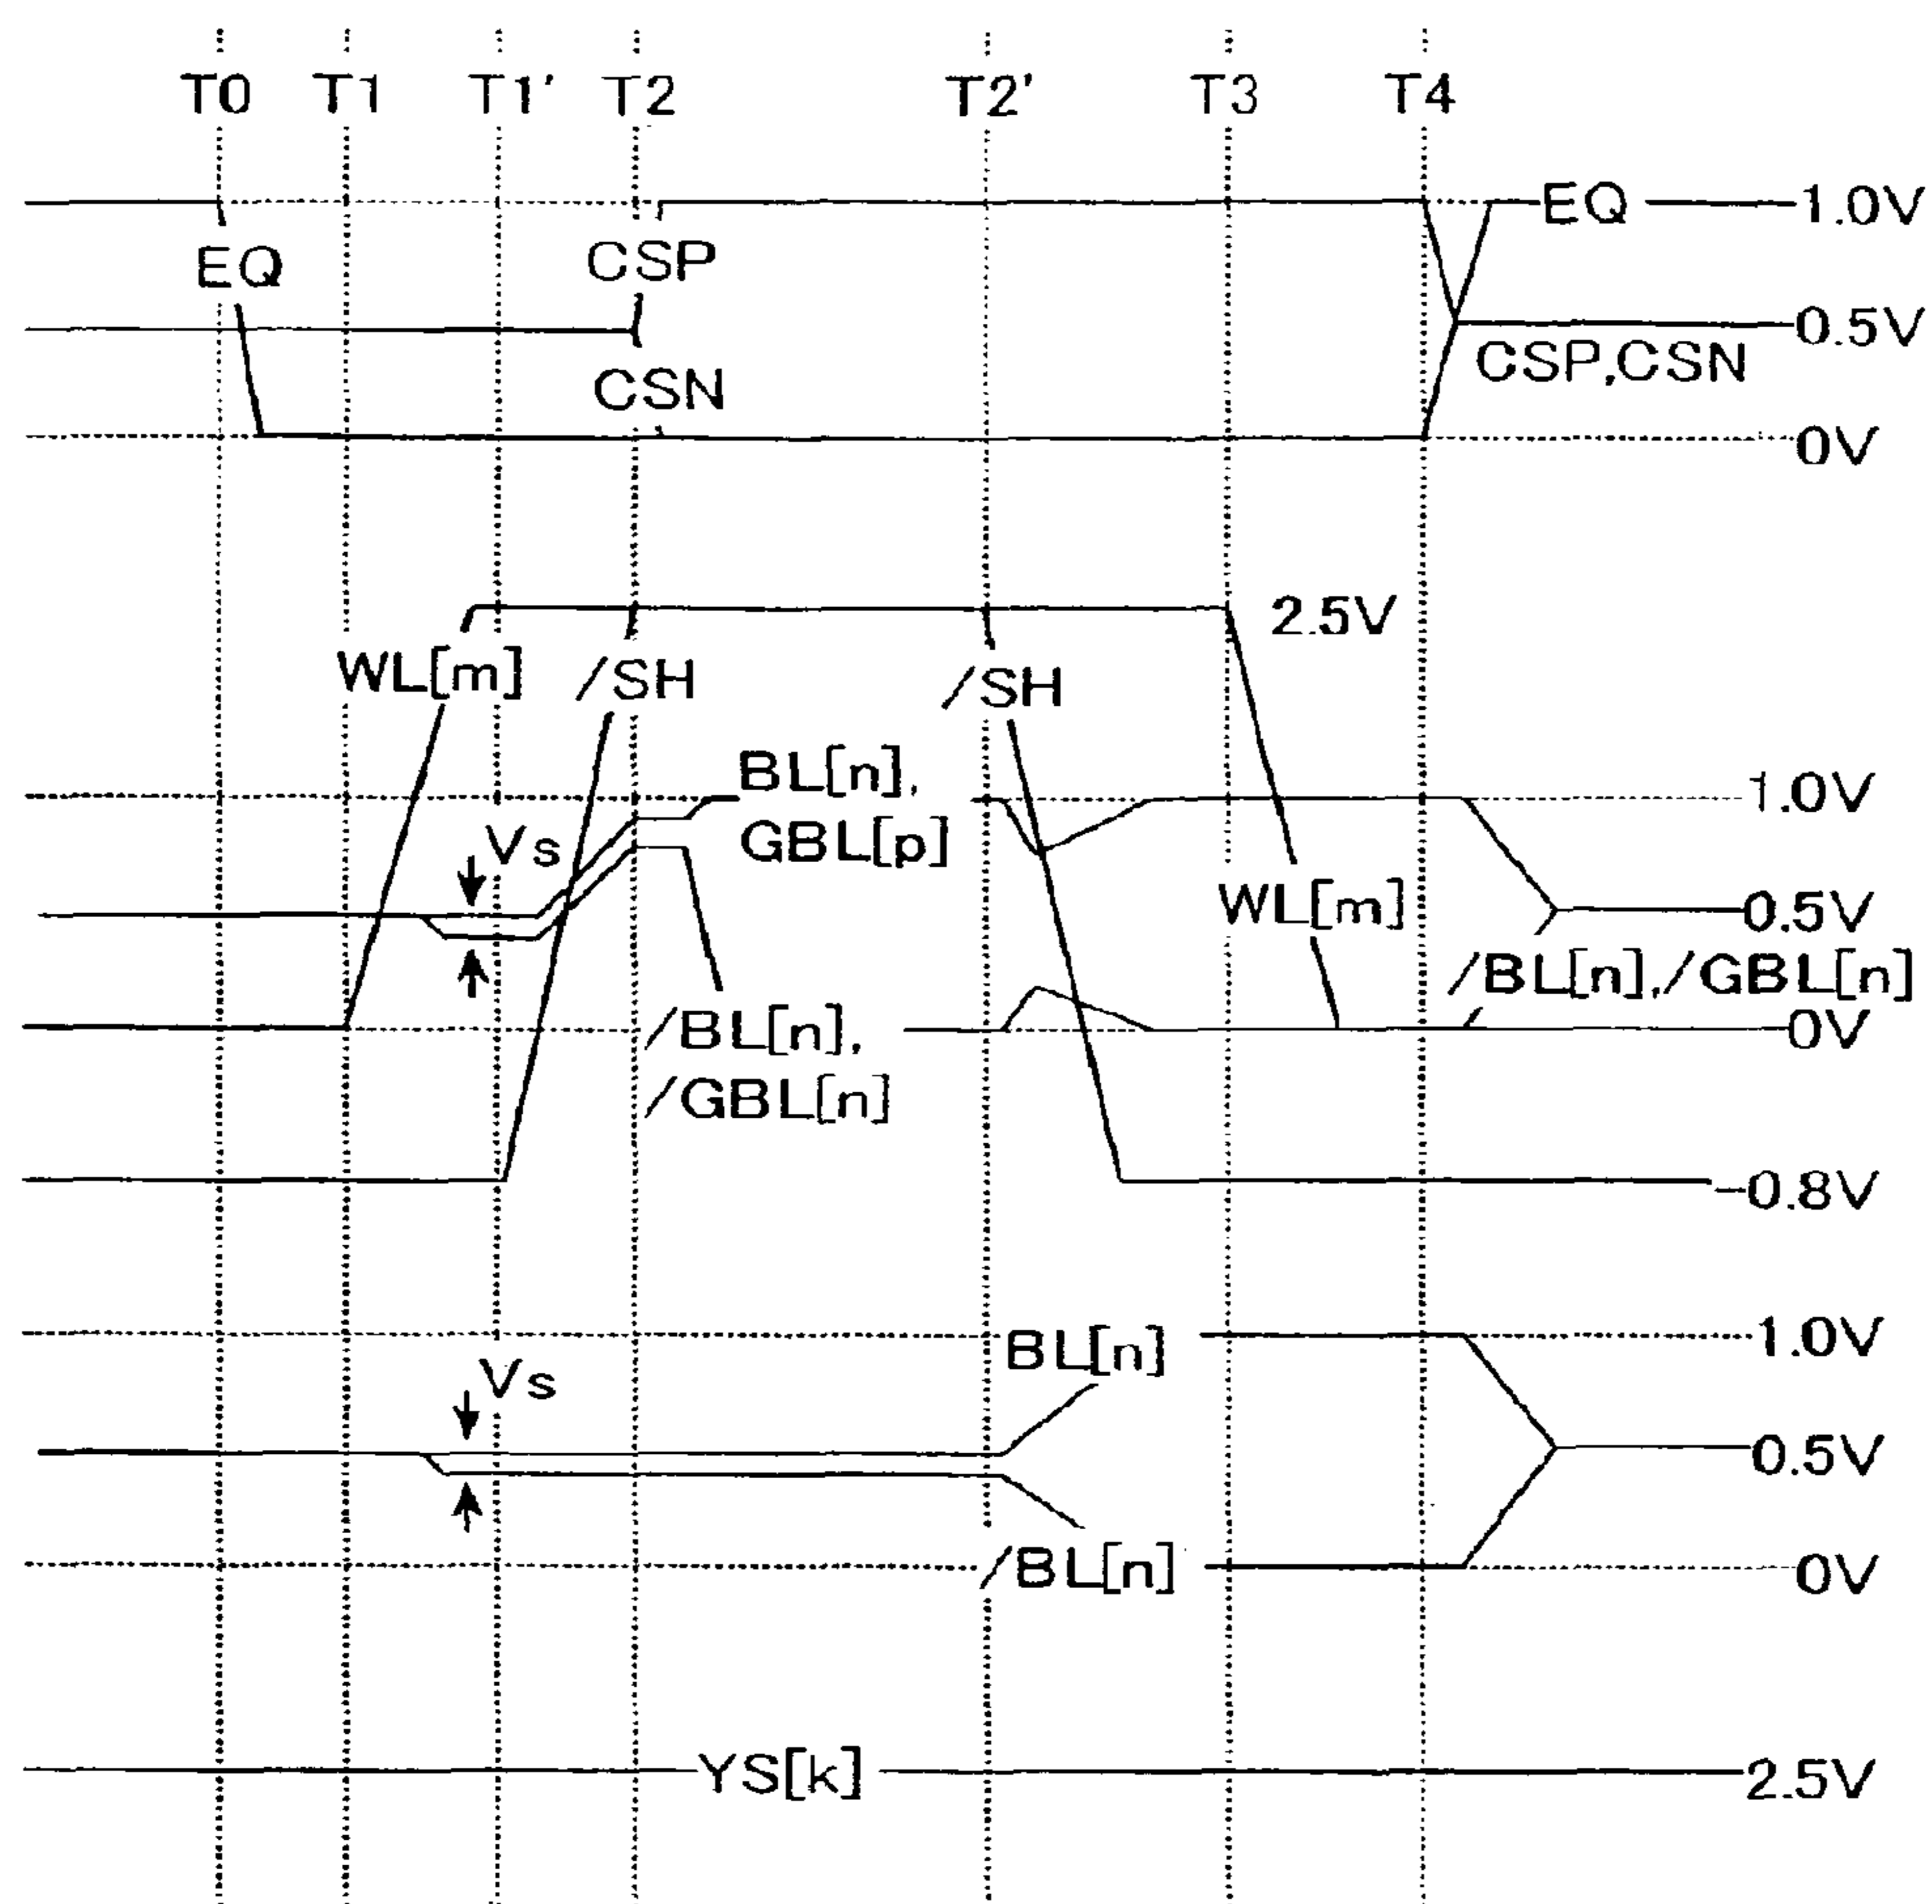 T0 T1 T1' T2 T2' T3 T4
EQ 1.0V
EQ CSP
0.5V
CSN CSP,CSN
0V
2.5V
WL[m] /SH /SH
BL[n],
GBL[p]
1.0V
Vs
WL[m] 0.5V
/BL[n],/GBL[n]
/BL[n],
/GBL[n]
0V
-0.8V
BL[n] 1.0V
Vs
0.5V
/BL[n] 0V
YS[k] 2.5V